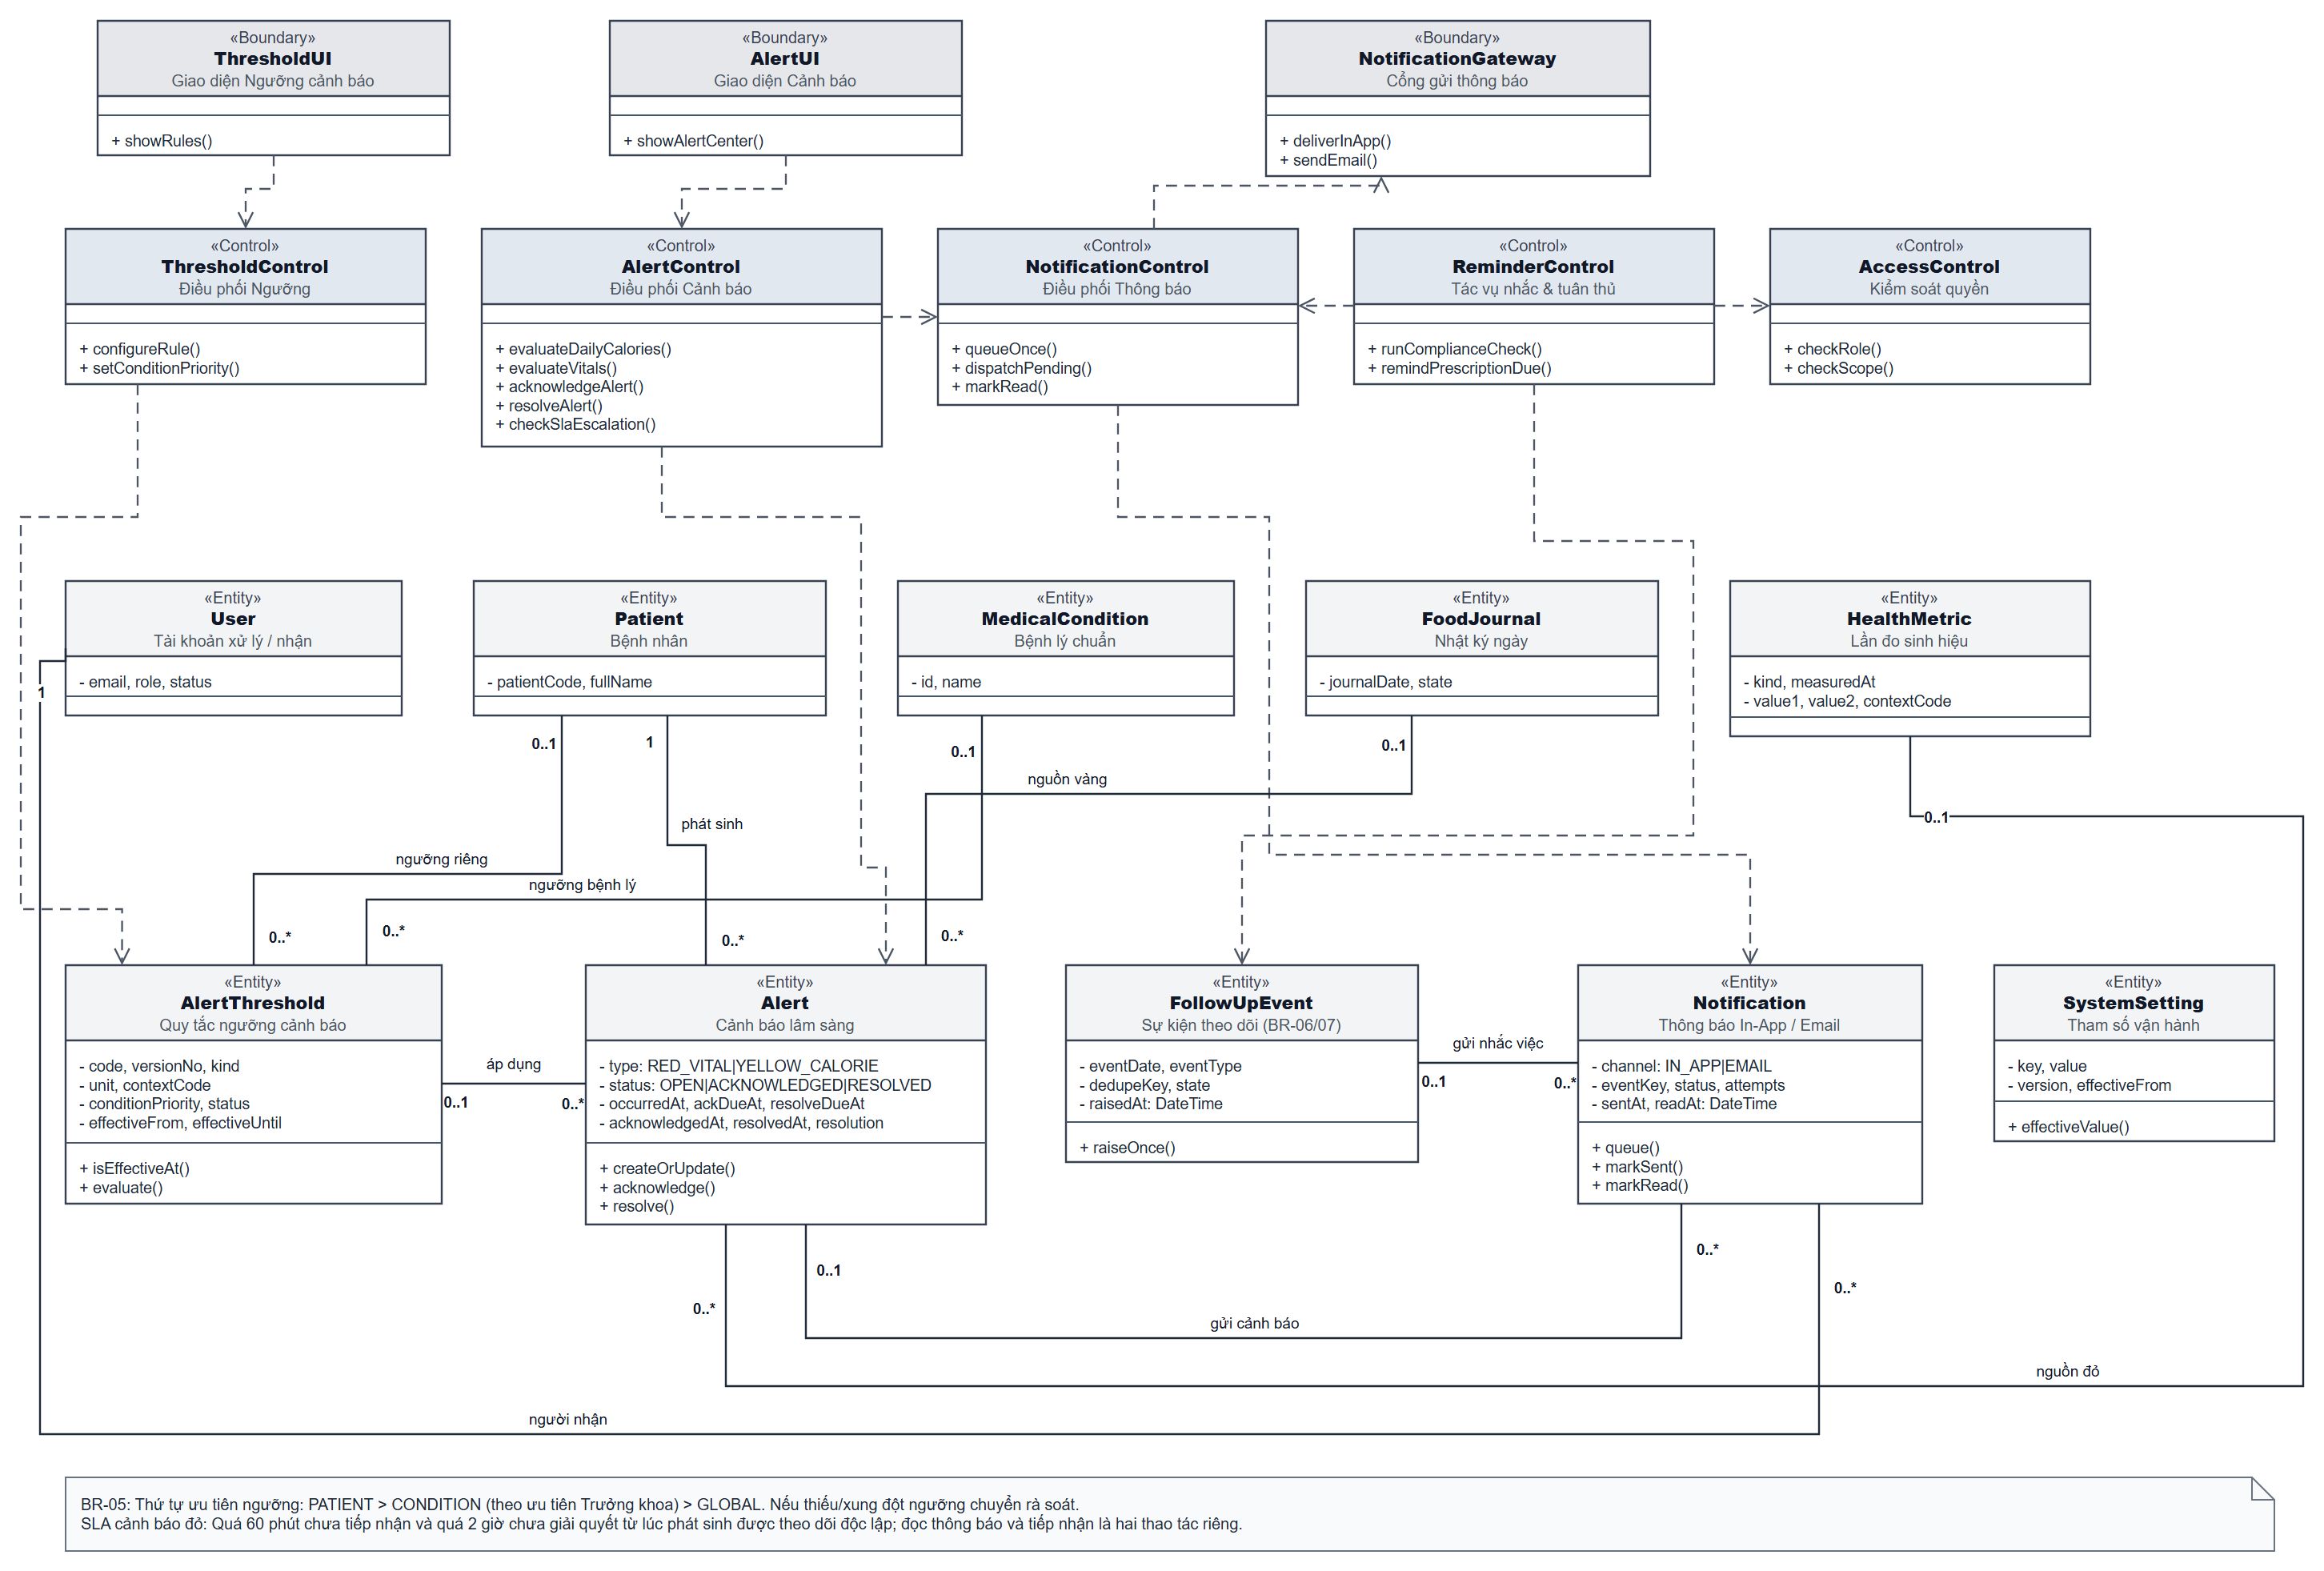 «Boundary»
ThresholdUI
Giao diện Ngưỡng cảnh báo
+ showRules()
«Boundary»
AlertUI
Giao diện Cảnh báo
+ showAlertCenter()
«Boundary»
NotificationGateway
Cổng gửi thông báo
+ deliverInApp()
+ sendEmail()
«Control»
ThresholdControl
Điều phối Ngưỡng
+ configureRule()
+ setConditionPriority()
«Control»
AlertControl
Điều phối Cảnh báo
+ evaluateDailyCalories()
+ evaluateVitals()
+ acknowledgeAlert()
+ resolveAlert()
+ checkSlaEscalation()
«Control»
NotificationControl
Điều phối Thông báo
+ queueOnce()
+ dispatchPending()
+ markRead()
«Control»
ReminderControl
Tác vụ nhắc & tuân thủ
+ runComplianceCheck()
+ remindPrescriptionDue()
«Control»
AccessControl
Kiểm soát quyền
+ checkRole()
+ checkScope()
«Entity»
User
Tài khoản xử lý / nhận
- email, role, status
«Entity»
Patient
Bệnh nhân
- patientCode, fullName
«Entity»
MedicalCondition
Bệnh lý chuẩn
- id, name
«Entity»
FoodJournal
Nhật ký ngày
- journalDate, state
«Entity»
HealthMetric
Lần đo sinh hiệu
- kind, measuredAt
- value1, value2, contextCode
1
0..1
1
0..1
0..1
nguồn vàng
0..1
phát sinh
ngưỡng riêng
ngưỡng bệnh lý
0..*
0..*
0..*
0..*
«Entity»
AlertThreshold
Quy tắc ngưỡng cảnh báo
- code, versionNo, kind
- unit, contextCode
- conditionPriority, status
- effectiveFrom, effectiveUntil
+ isEffectiveAt()
+ evaluate()
áp dụng
0..1
0..*
«Entity»
Alert
Cảnh báo lâm sàng
- type: RED_VITAL|YELLOW_CALORIE
- status: OPEN|ACKNOWLEDGED|RESOLVED
- occurredAt, ackDueAt, resolveDueAt
- acknowledgedAt, resolvedAt, resolution
+ createOrUpdate()
+ acknowledge()
+ resolve()
«Entity»
FollowUpEvent
Sự kiện theo dõi (BR-06/07)
- eventDate, eventType
- dedupeKey, state
- raisedAt: DateTime
+ raiseOnce()
gửi nhắc việc
0..1
0..*
«Entity»
Notification
Thông báo In-App / Email
- channel: IN_APP|EMAIL
- eventKey, status, attempts
- sentAt, readAt: DateTime
+ queue()
+ markSent()
+ markRead()
«Entity»
SystemSetting
Tham số vận hành
- key, value
- version, effectiveFrom
+ effectiveValue()
0..*
0..1
0..*
0..*
gửi cảnh báo
nguồn đỏ
người nhận
BR-05: Thứ tự ưu tiên ngưỡng: PATIENT > CONDITION (theo ưu tiên Trưởng khoa) > GLOBAL. Nếu thiếu/xung đột ngưỡng chuyển rà soát.
SLA cảnh báo đỏ: Quá 60 phút chưa tiếp nhận và quá 2 giờ chưa giải quyết từ lúc phát sinh được theo dõi độc lập; đọc thông báo và tiếp nhận là hai thao tác riêng.